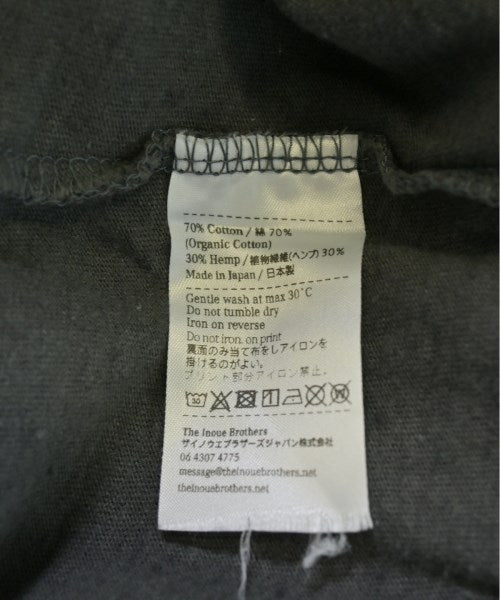 70% Cotton / 綿 70%
(Organic Cotton)
30% Hemp / 植物繊維(ヘンプ) 30%
Made in Japan / 日本製
Gentle wash at max 30°C
Do not tumble dry
Iron on reverse
Do not iron on print
裏面のみ当て布をしアイロンを
掛けるのがよい。
プリント部分アイロン禁止。
30
The Inoue Brothers
ザイノウエブラザーズジャパン株式会社
06 4307 4775
message@theinouebrothers.net
theinouebrothers.net